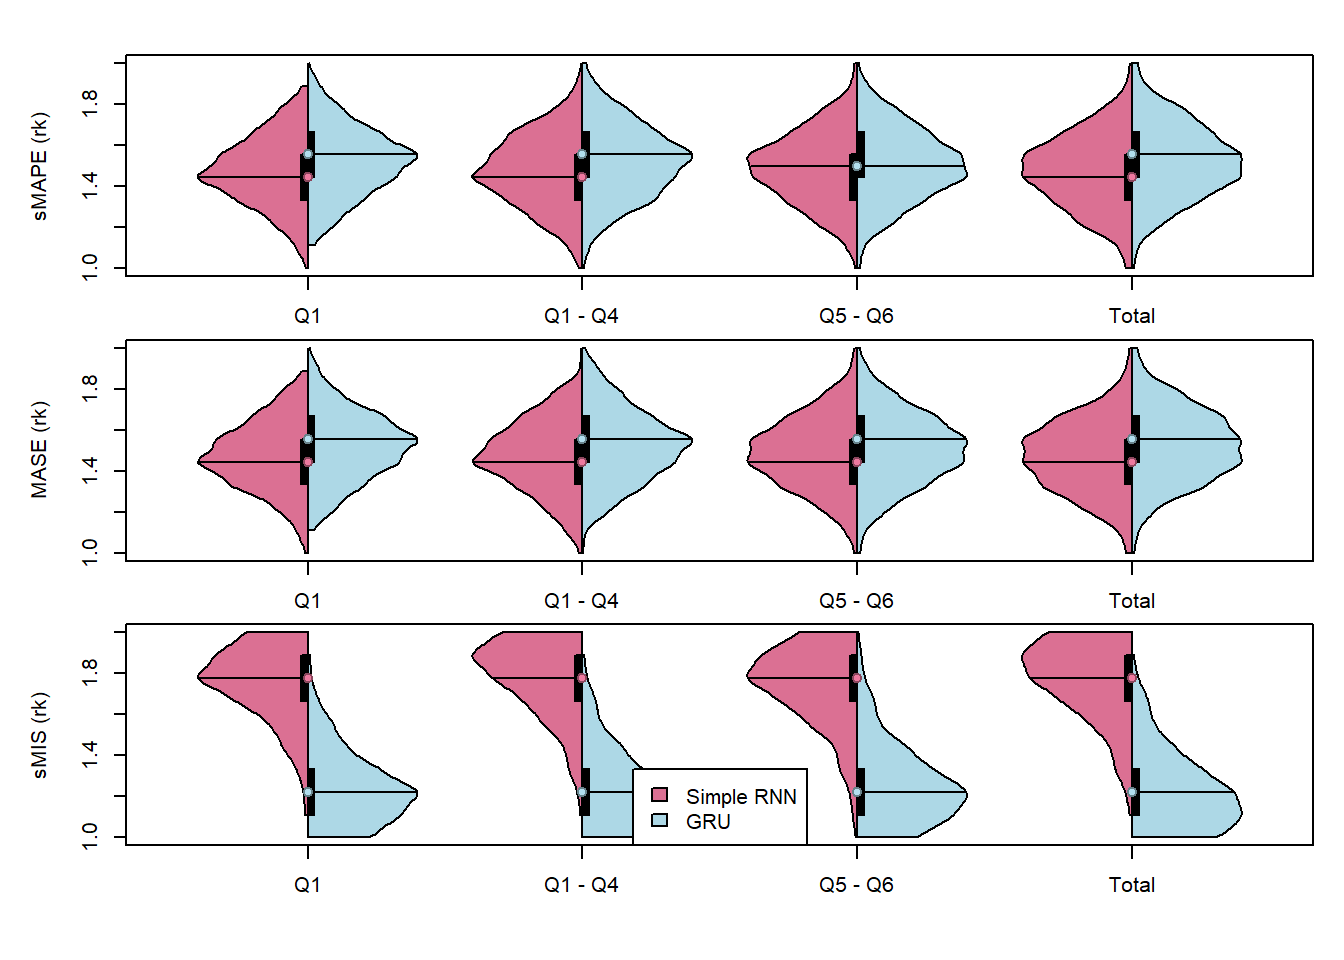 sMAPE (rk)
1.8
1.4
1.0
Q1
Q1 - Q4
Q5 - Q6
Total
MASE (rk)
1.8
1.4
1.0
Q1
Q1 - Q4
Q5 - Q6
Total
sMIS (rk)
1.8
1.4
1.0
Simple RNN
GRU
Q1
Q1 - Q4
Q5 - Q6
Total